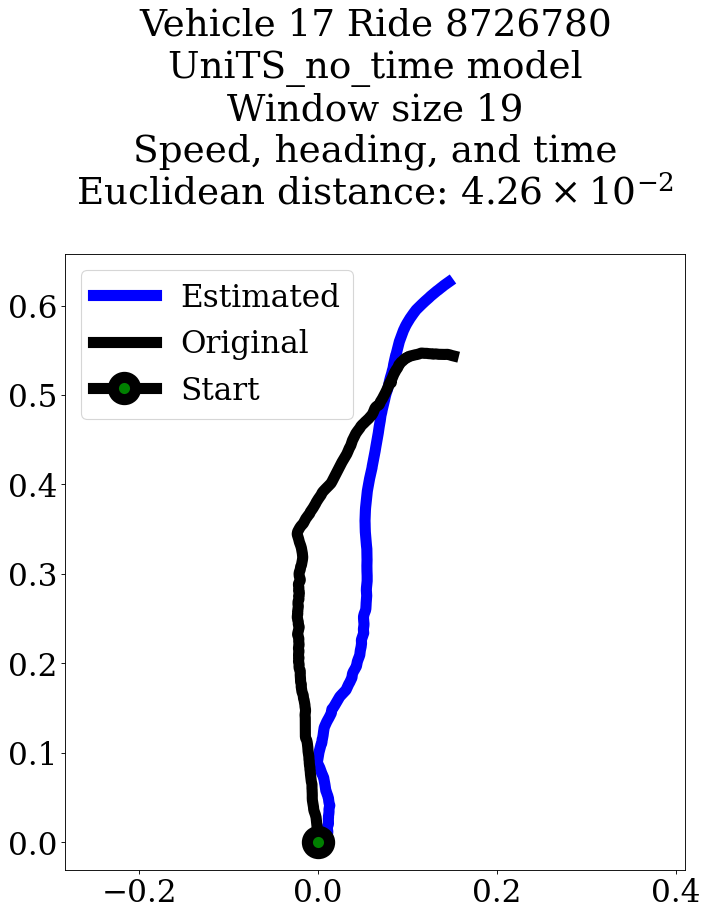 Vehicle 17 Ride 8726780
UniTS_no_time model
Window size 19
Speed, heading, and time
Euclidean distance: 4.26 × 10⁻²
Estimated
Original
Start
0.6
0.5
0.4
0.3
0.2
0.1
0.0
−0.2 0.0 0.2 0.4